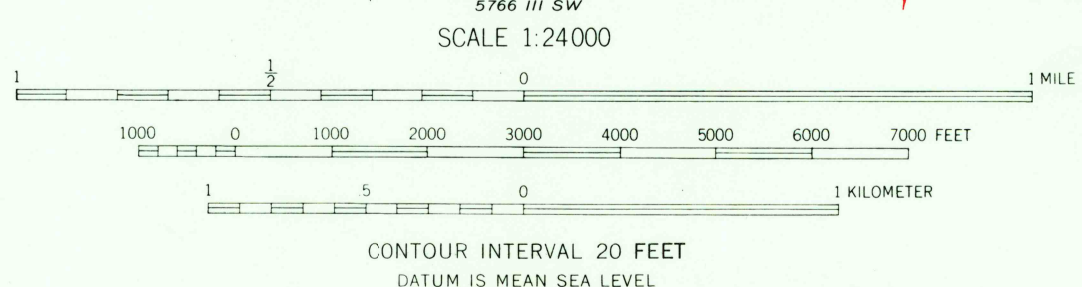 5766 III SW
SCALE 1:24000
1 1/2 0 1 MILE
1000 0 1000 2000 3000 4000 5000 6000 7000 FEET
1 .5 0 1 KILOMETER
CONTOUR INTERVAL 20 FEET
DATUM IS MEAN SEA LEVEL